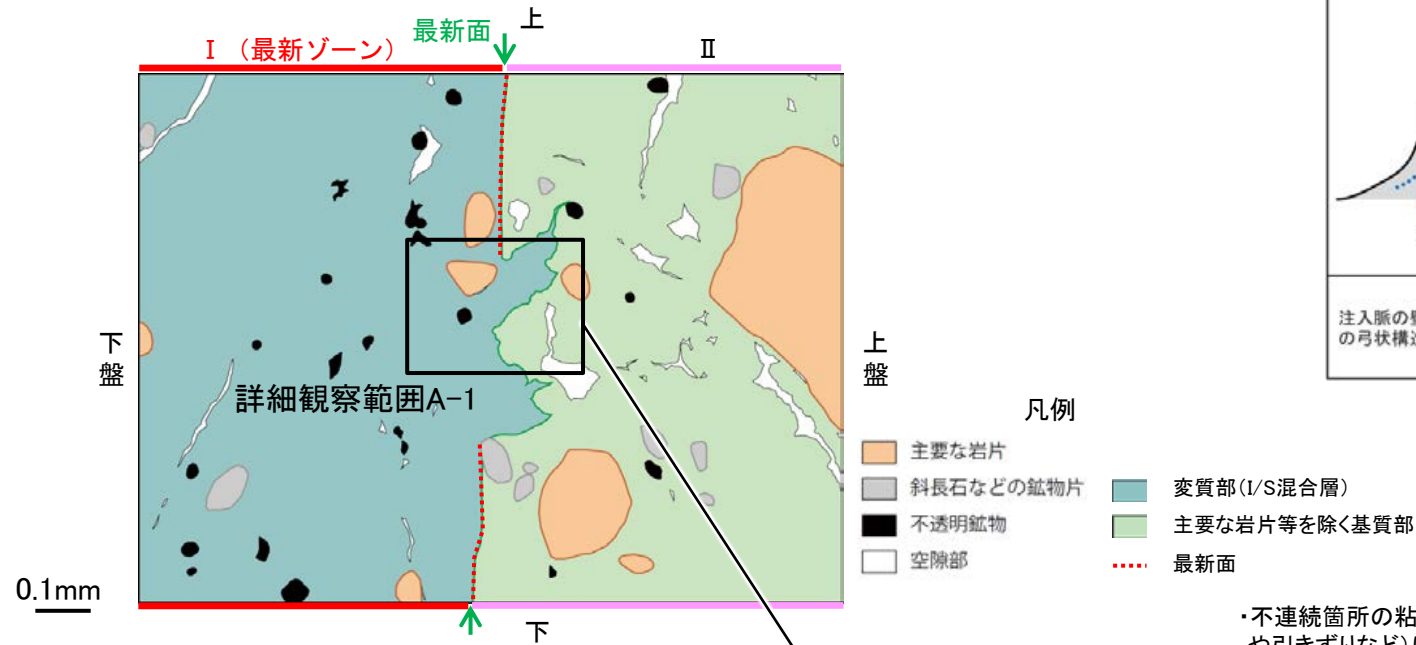 上
最新面
I （最新ゾーン）
Ⅱ
下盤
上盤
詳細観察範囲A-1
0.1mm
下
凡例
主要な岩片
斜長石などの鉱物片
不透明鉱物
空隙部
変質部(I/S混合層)
主要な岩片等を除く基質部
最新面
注入脈の
の弓状構
・不連続箇所の粘
や引きずりなど）